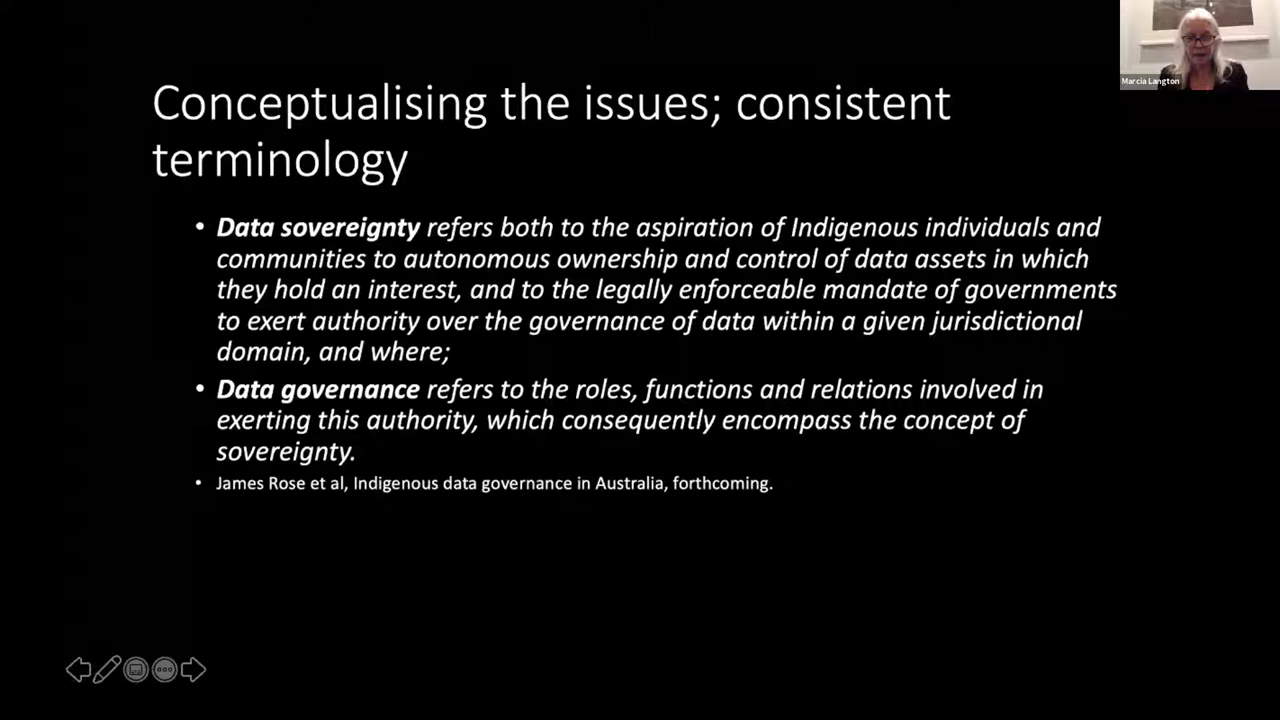 Marcia Langton
Conceptualising the issues; consistent
terminology
• Data sovereignty refers both to the aspiration of Indigenous individuals and
communities to autonomous ownership and control of data assets in which
they hold an interest, and to the legally enforceable mandate of governments
to exert authority over the governance of data within a given jurisdictional
domain, and where;
• Data governance refers to the roles, functions and relations involved in
exerting this authority, which consequently encompass the concept of
sovereignty.
• James Rose et al, Indigenous data governance in Australia, forthcoming.